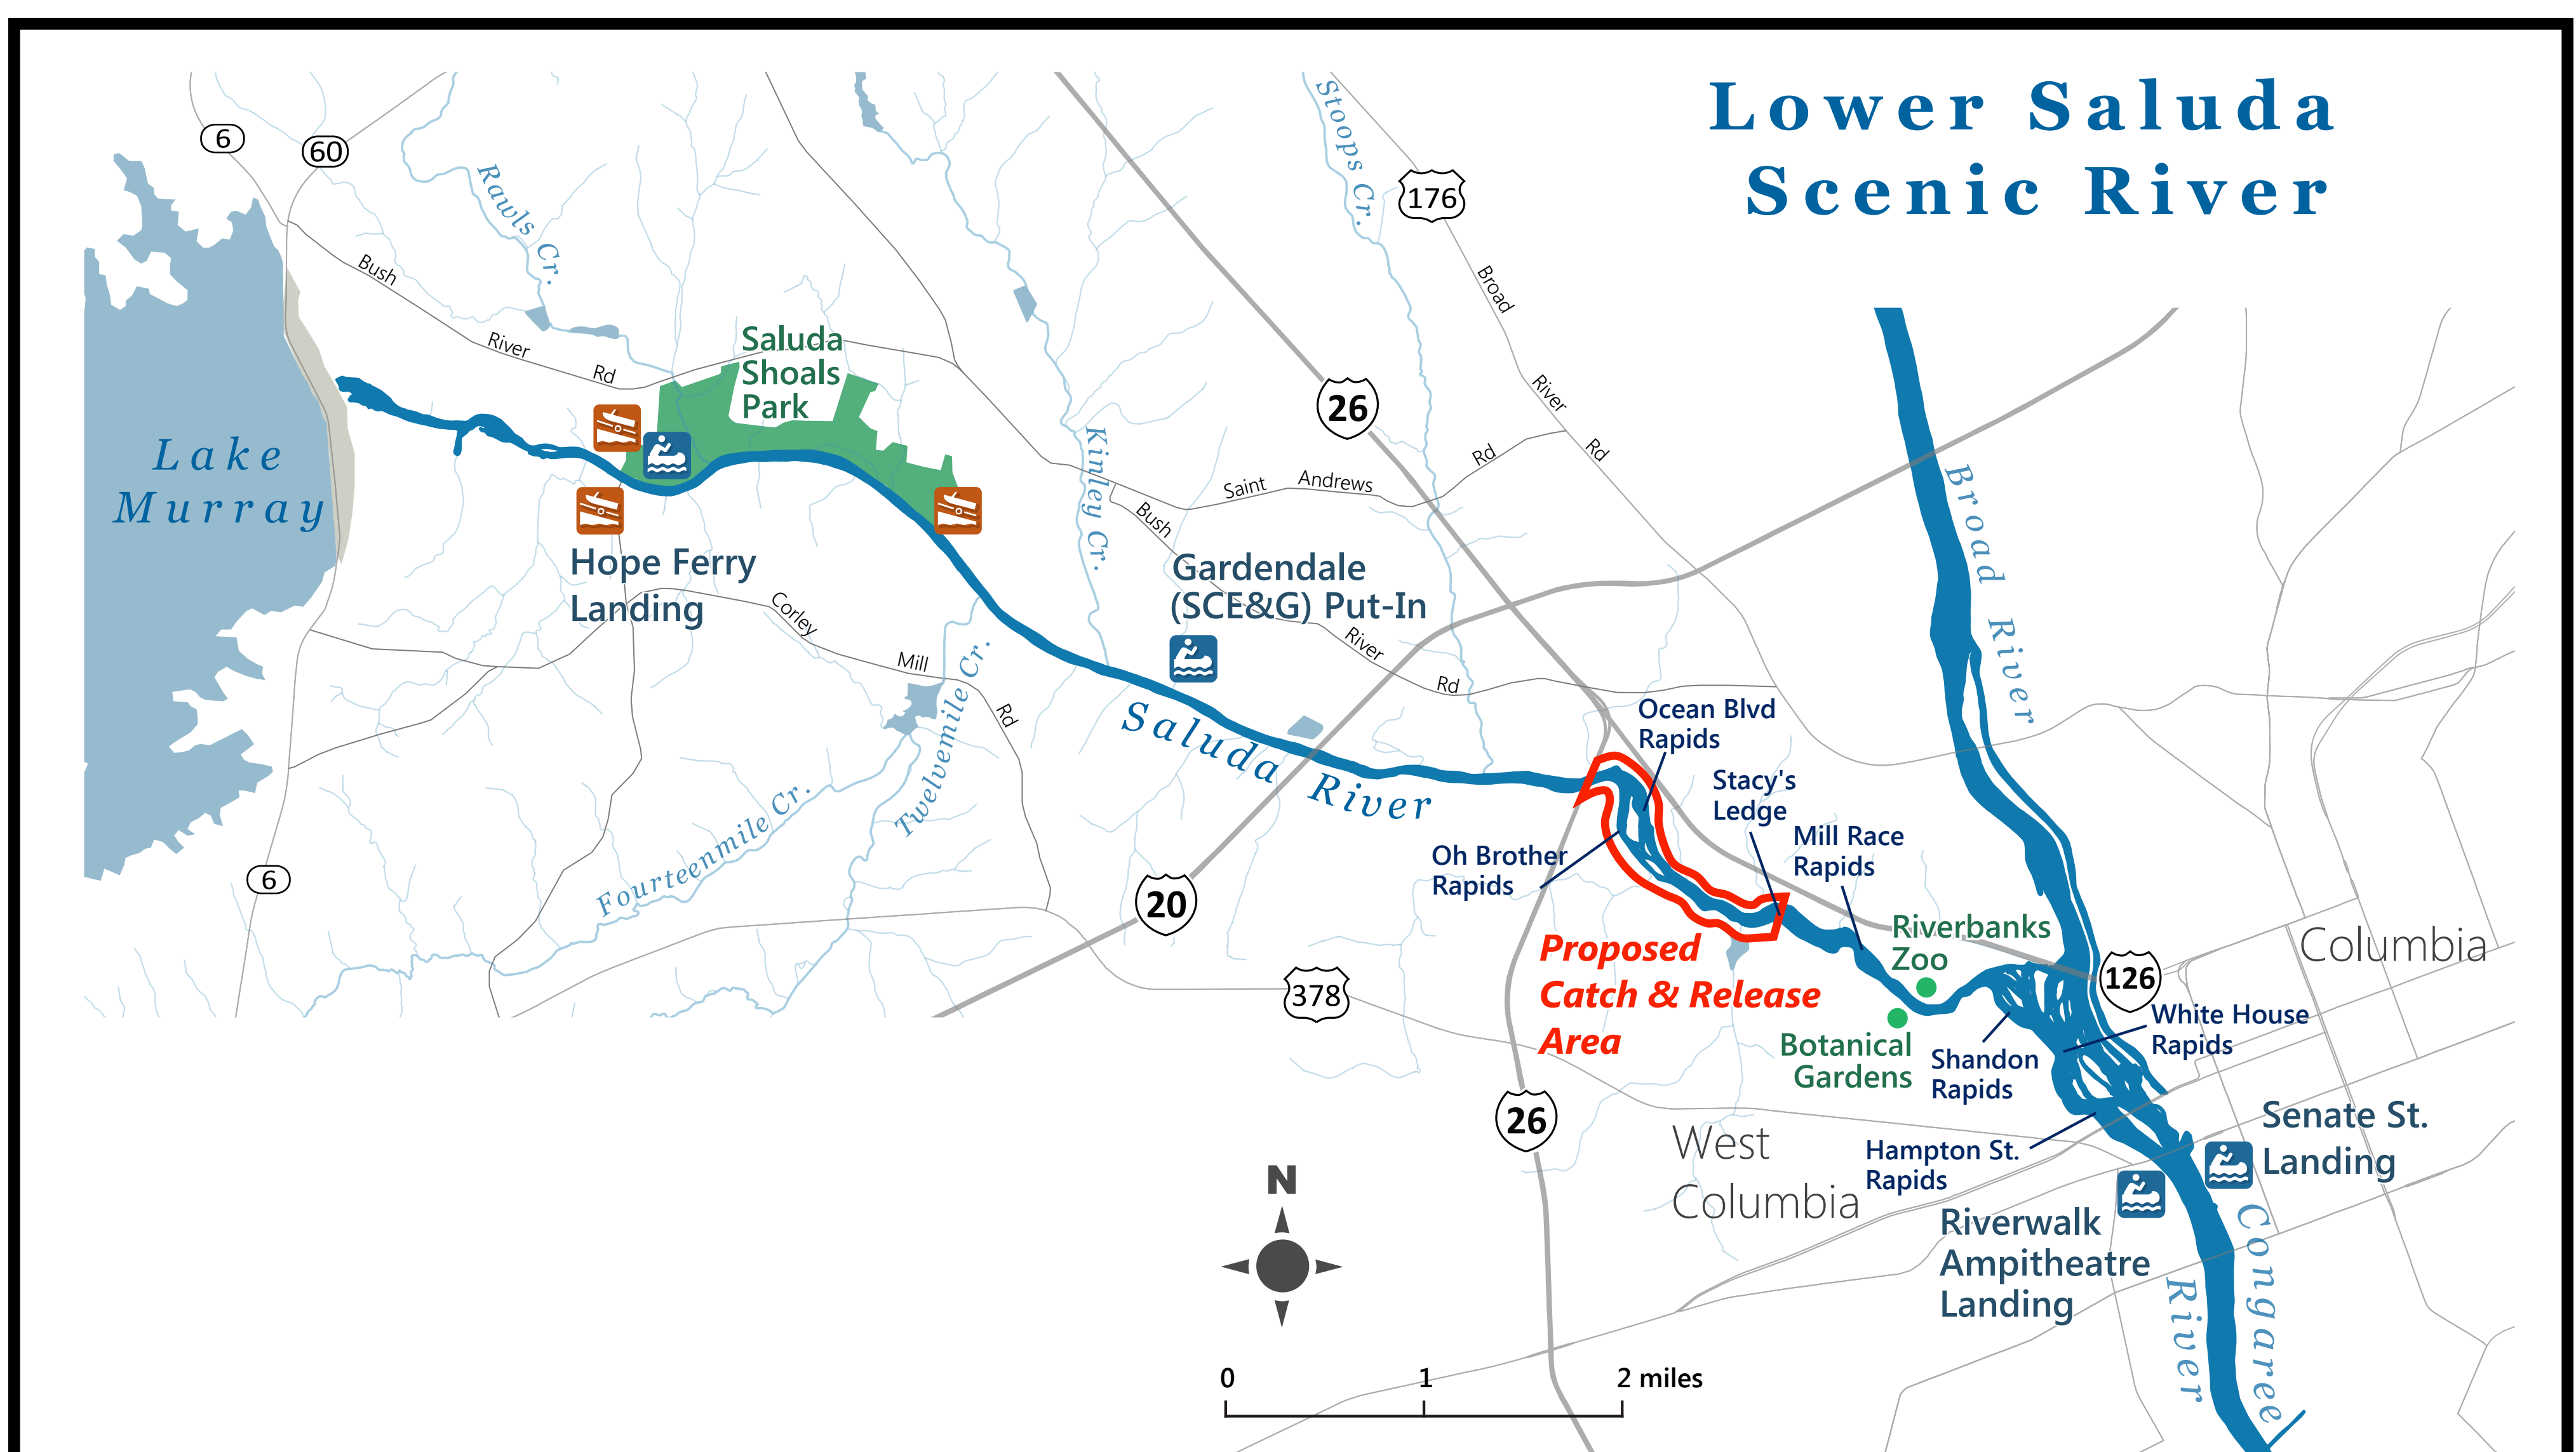 Lower Saluda
Scenic River
6
60
Rawls Cr.
Stoops Cr.
176
Bush
River
Rd
Broad
River
Rd
Saluda
Shoals
Park
26
Lake
Murray
Kinley Cr.
Saint
Andrews
Rd
Bush
River
Rd
Broad River
Hope Ferry
Landing
Gardendale
(SCE&G) Put-In
Corley
Mill
Rd
Twelvemile Cr.
Fourteenmile Cr.
Saluda River
Ocean Blvd
Rapids
Stacy's
Ledge
Mill Race
Rapids
Oh Brother
Rapids
6
20
378
Proposed
Catch & Release
Area
Riverbanks
Zoo
Columbia
126
Botanical
Gardens
Shandon
Rapids
White House
Rapids
26
West
Columbia
Hampton St.
Rapids
Senate St.
Landing
Riverwalk
Ampitheatre
Landing
Congaree
River
N
0 1 2 miles